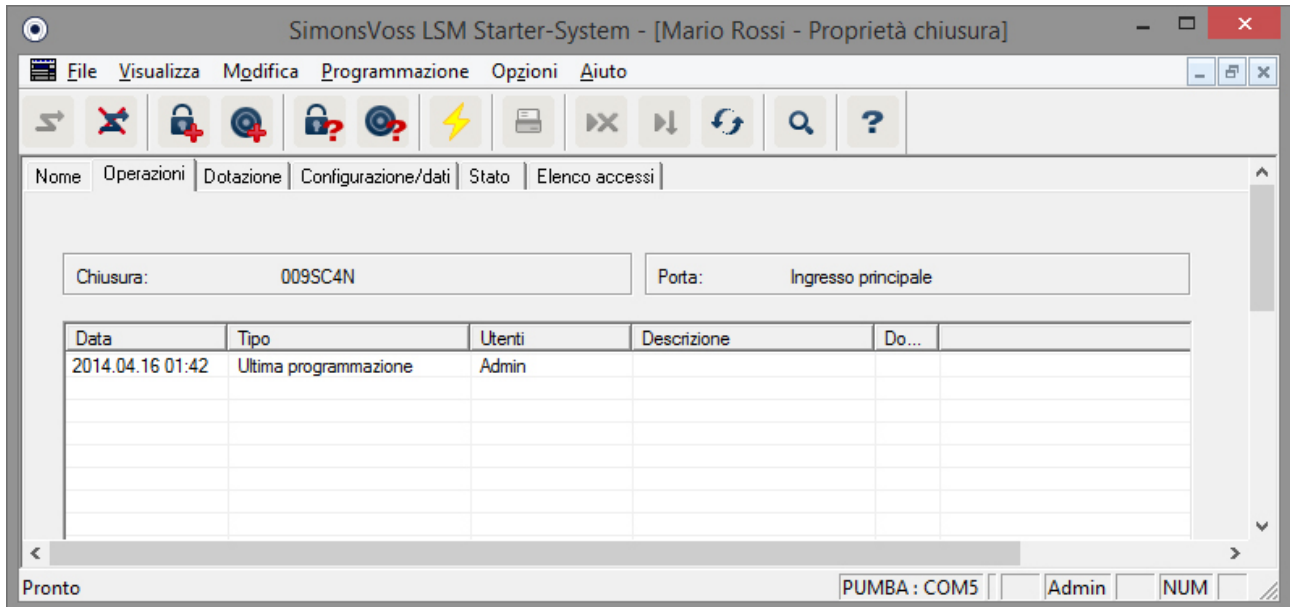 SimonsVoss LSM Starter-System - [Mario Rossi - Proprietà chiusura]
File Visualizza Modifica Programmazione Opzioni Aiuto
Nome Operazioni Dotazione Configurazione/dati Stato Elenco accessi
Chiusura: 009SC4N Porta: Ingresso principale
Data Tipo Utenti Descrizione Do...
2014.04.16 01:42 Ultima programmazione Admin
Pronto PUMBA : COM5 Admin NUM